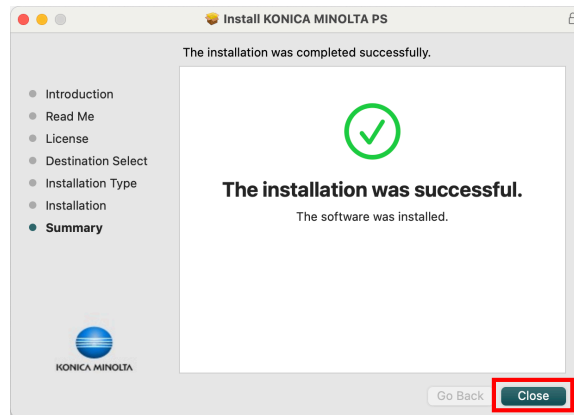 Install KONICA MINOLTA PS
The installation was completed successfully.
Introduction
Read Me
License
Destination Select
Installation Type
Installation
Summary
The installation was successful.
The software was installed.
KONICA MINOLTA
Go Back
Close